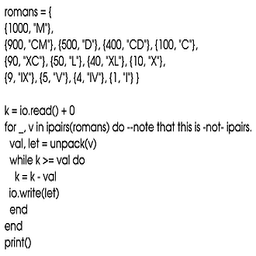 romans = {
{1000, "M"},
{900, "CM"}, {500, "D"}, {400, "CD"}, {100, "C"},
{90, "XC"}, {50, "L"}, {40, "XL"}, {10, "X"},
{9, "IX"}, {5, "V"}, {4, "IV"}, {1, "I"} }
k = io.read() + 0
for _, v in ipairs(romans) do --note that this is -not- ipairs.
val, let = unpack(v)
while k >= val do
k = k - val
io.write(let)
end
end
print()